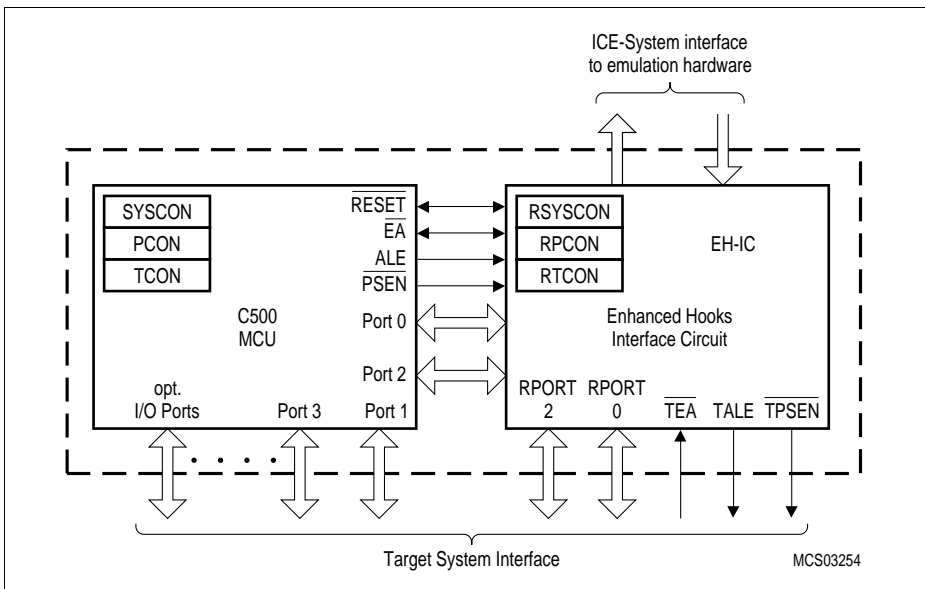 ICE-System interface
to emulation hardware
SYSCON
PCON
TCON
RESET
EA
ALE
PSEN
Port 0
Port 2
C500
MCU
opt.
I/O Ports
Port 3
Port 1
RSYSCON
RPCON
RTCON
EH-IC
Enhanced Hooks
Interface Circuit
RPORT
2
RPORT
0
TEA
TALE
TPSEN
Target System Interface
MCS03254